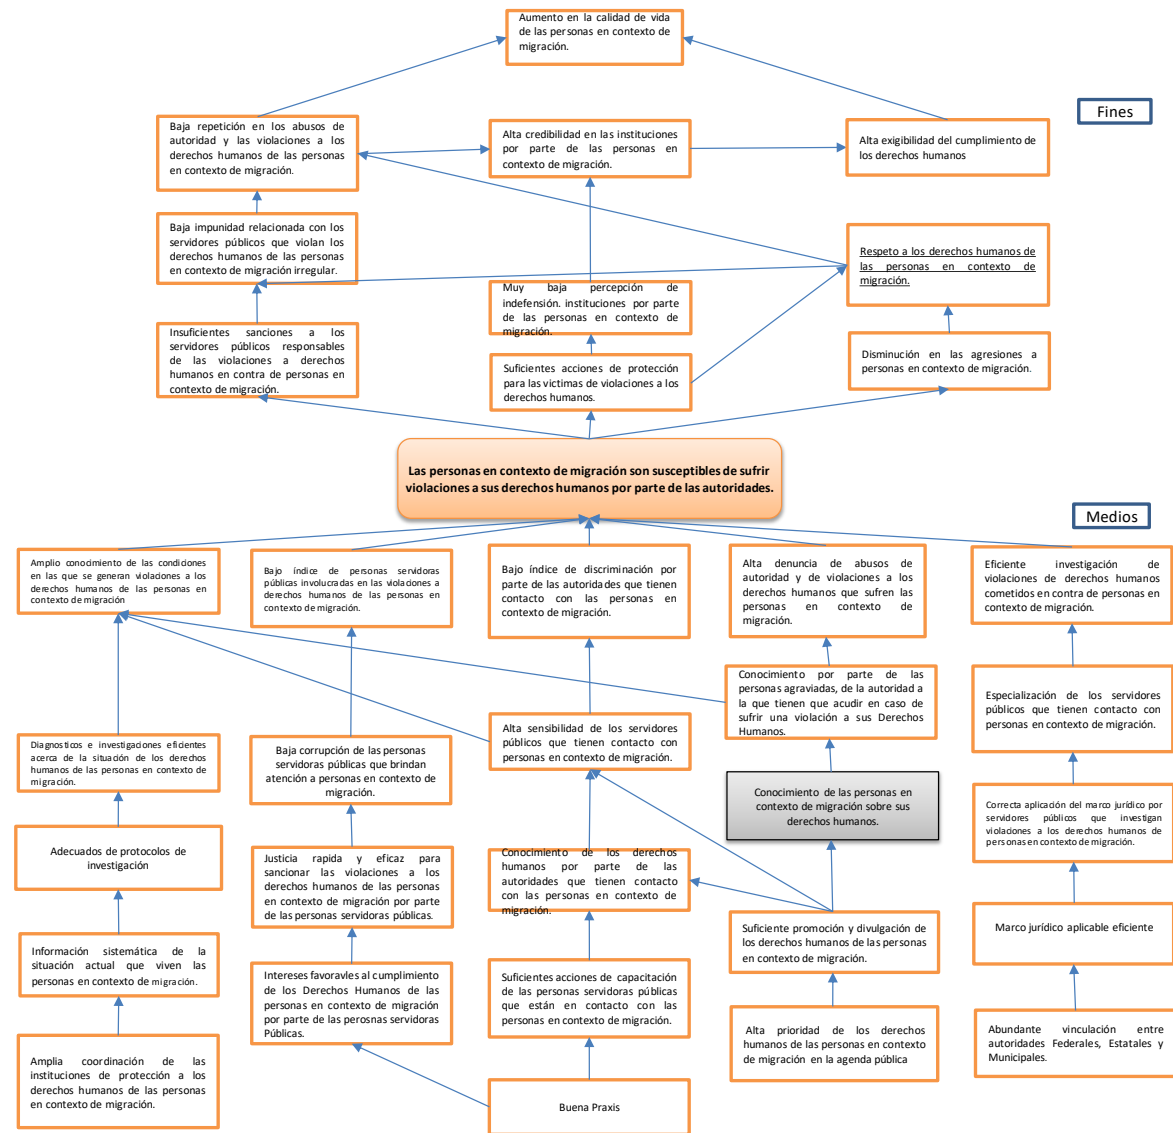 Aumento en la calidad de vida
de las personas en contexto de
migración.
Fines
Baja repetición en los abusos de
autoridad y las violaciones a los
derechos humanos de las personas
en contexto de migración.
Alta credibilidad en las instituciones
por parte de las personas en
contexto de migración.
Alta exigibilidad del cumplimiento de
los derechos humanos
Baja impunidad relacionada con los
servidores públicos que violan los
derechos humanos de las personas
en contexto de migración irregular.
Respeto a los derechos humanos de
las personas en contexto de
migración.
Muy baja percepción de
indefensión. instituciones por parte
de las personas en contexto de
migración.
Insuficientes sanciones a los
servidores públicos responsables
de las violaciones a derechos
humanos en contra de personas en
contexto de migración.
Suficientes acciones de protección
para las victimas de violaciones a los
derechos humanos.
Disminución en las agresiones a
personas en contexto de migración.
Las personas en contexto de migración son susceptibles de sufrir
violaciones a sus derechos humanos por parte de las autoridades.
Medios
Amplio conocimiento de las condiciones
en las que se generan violaciones a los
derechos humanos de las personas en
contexto de migración
Bajo índice de personas servidoras
públicas involucradas en las violaciones a
derechos humanos de las personas en
contexto de migración.
Bajo índice de discriminación por
parte de las autoridades que tienen
contacto con las personas en
contexto de migración.
Alta denuncia de abusos de
autoridad y de violaciones a los
derechos humanos que sufren las
personas en contexto de
migración.
Eficiente investigación de
violaciones de derechos humanos
cometidos en contra de personas en
contexto de migración.
Conocimiento por parte de las
personas agraviadas, de la autoridad a
la que tienen que acudir en caso de
sufrir una violación a sus Derechos
Humanos.
Especialización de los servidores
públicos que tienen contacto con
personas en contexto de migración.
Diagnosticos e investigaciones eficientes
acerca de la situación de los derechos
humanos de las personas en contexto de
migración.
Baja corrupción de las personas
servidoras públicas que brindan
atención a personas en contexto de
migración.
Alta sensibilidad de los servidores
públicos que tienen contacto con
personas en contexto de migración.
Conocimiento de las personas en
contexto de migración sobre sus
derechos humanos.
Correcta aplicación del marco jurídico por
servidores públicos que investigan
violaciones a los derechos humanos de
personas en contexto de migración.
Adecuados de protocolos de
investigación
Justicia rapida y eficaz para
sancionar las violaciones a los
derechos humanos de las personas
en contexto de migración por parte
de las personas servidoras públicas.
Conocimiento de los derechos
humanos por parte de las
autoridades que tienen contacto
con las personas en contexto de
migración.
Suficiente promoción y divulgación de
los derechos humanos de las personas
en contexto de migración.
Marco jurídico aplicable eficiente
Información sistemática de la
situación actual que viven las
personas en contexto de migración.
Intereses favoravles al cumplimiento
de los Derechos Humanos de las
personas en contexto de migración
por parte de las perosnas servidoras
Públicas.
Suficientes acciones de capacitación
de las personas servidoras públicas
que están en contacto con las
personas en contexto de migración.
Alta prioridad de los derechos
humanos de las personas en contexto
de migración en la agenda pública
Abundante vinculación entre
autoridades Federales, Estatales y
Municipales.
Amplia coordinación de las
instituciones de protección a los
derechos humanos de las personas
en contexto de migración.
Buena Praxis